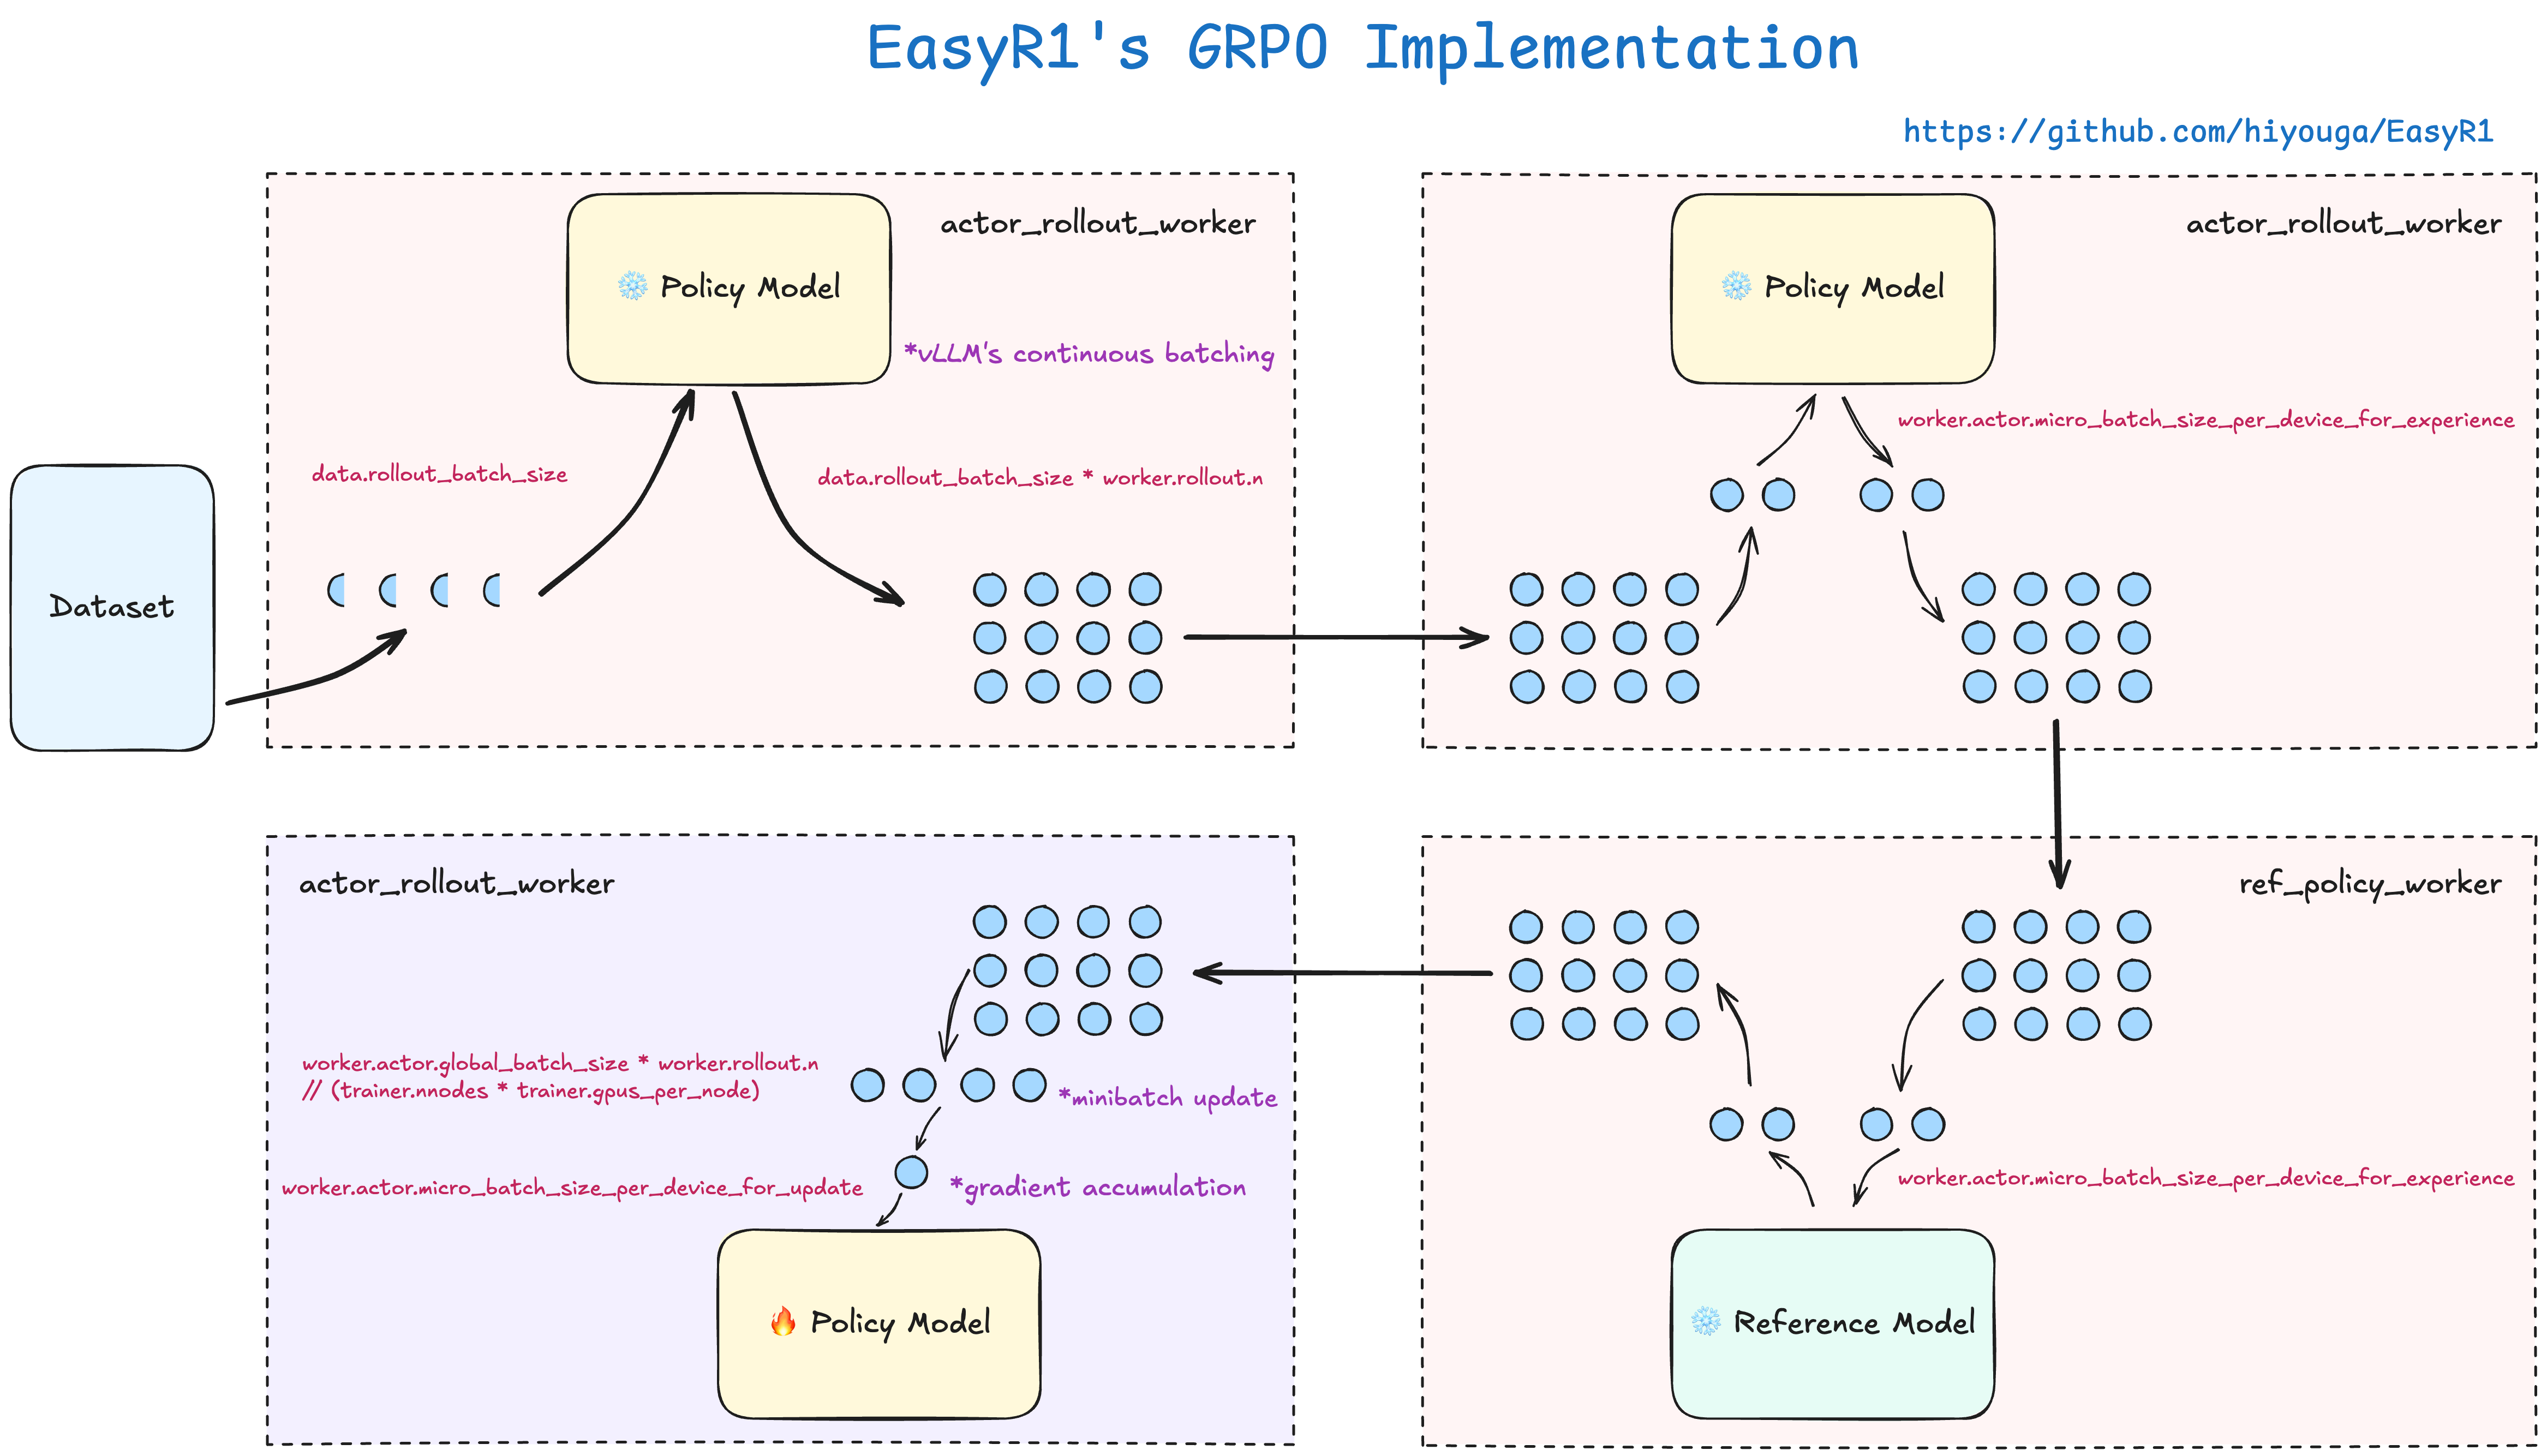 EasyR1's GRPO Implementation
https://github.com/hiyouga/EasyR1
actor_rollout_worker
Policy Model
*vLLM's continuous batching
data.rollout_batch_size
data.rollout_batch_size * worker.rollout.n
Dataset
actor_rollout_worker
Policy Model
worker.actor.micro_batch_size_per_device_for_experience
ref_policy_worker
worker.actor.micro_batch_size_per_device_for_experience
Reference Model
actor_rollout_worker
worker.actor.global_batch_size * worker.rollout.n
// (trainer.nnodes * trainer.gpus_per_node)
*minibatch update
worker.actor.micro_batch_size_per_device_for_update
*gradient accumulation
Policy Model